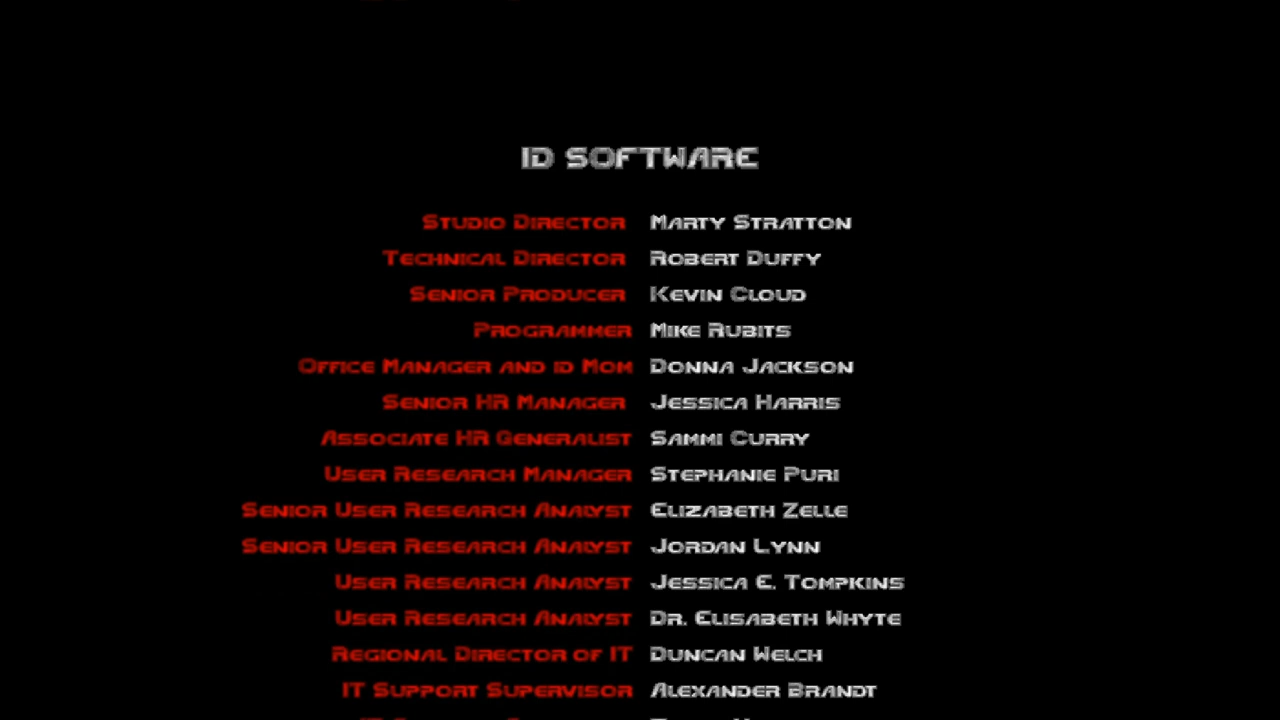 ID SOFTWARE
Studio Director Marty Stratton
Technical Director Robert Duffy
Senior Producer Kevin Cloud
Programmer Mike Rubits
Office Manager and id Mom Donna Jackson
Senior HR Manager Jessica Harris
Associate HR Generalist Sammi Curry
User Research Manager Stephanie Puri
Senior User Research Analyst Elizabeth Zelle
Senior User Research Analyst Jordan Lynn
User Research Analyst Jessica E. Tompkins
User Research Analyst Dr. Elisabeth Whyte
Regional Director of IT Duncan Welch
IT Support Supervisor Alexander Brandt